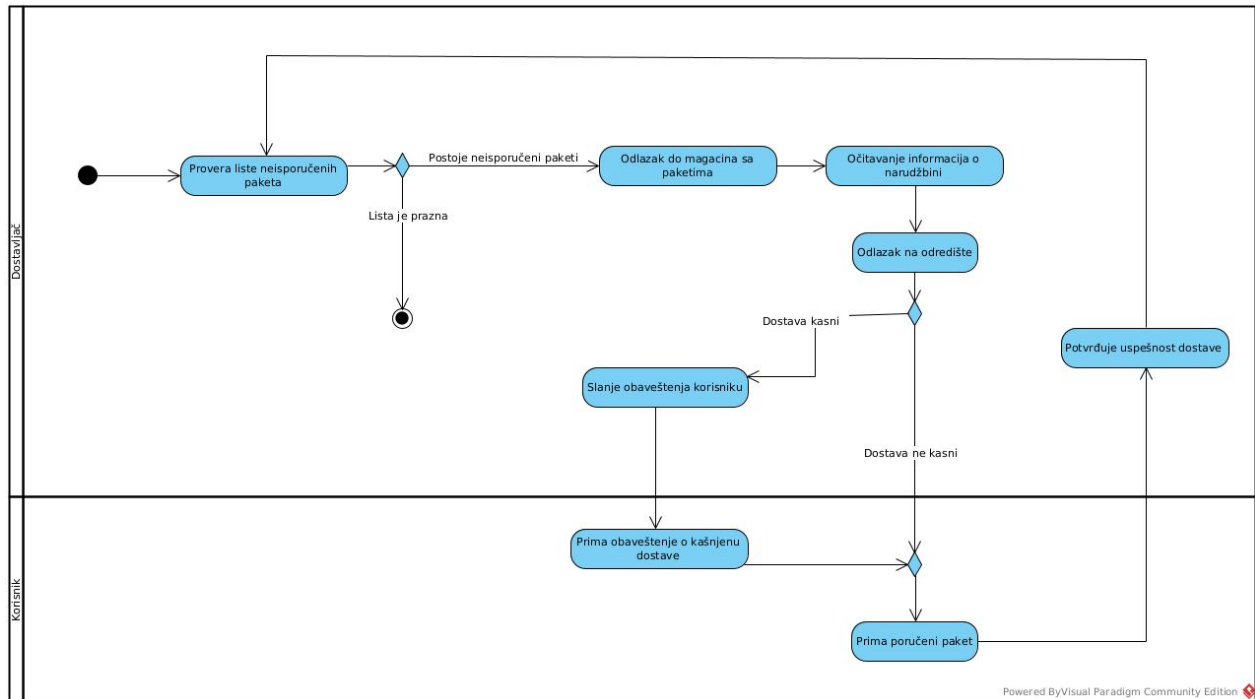 Dostavljač
Provera liste neisporučenih
paketa
Postoje neisporučeni paketi
Odlazak do magacina sa
paketima
Očitavanje informacija o
narudžbini
Lista je prazna
Odlazak na odredište
Dostava kasni
Potvrđuje uspešnost dostave
Slanje obaveštenja korisniku
Dostava ne kasni
Korisnik
Prima obaveštenje o kašnjenu
dostave
Prima poručeni paket
Powered ByVisual Paradigm Community Edition